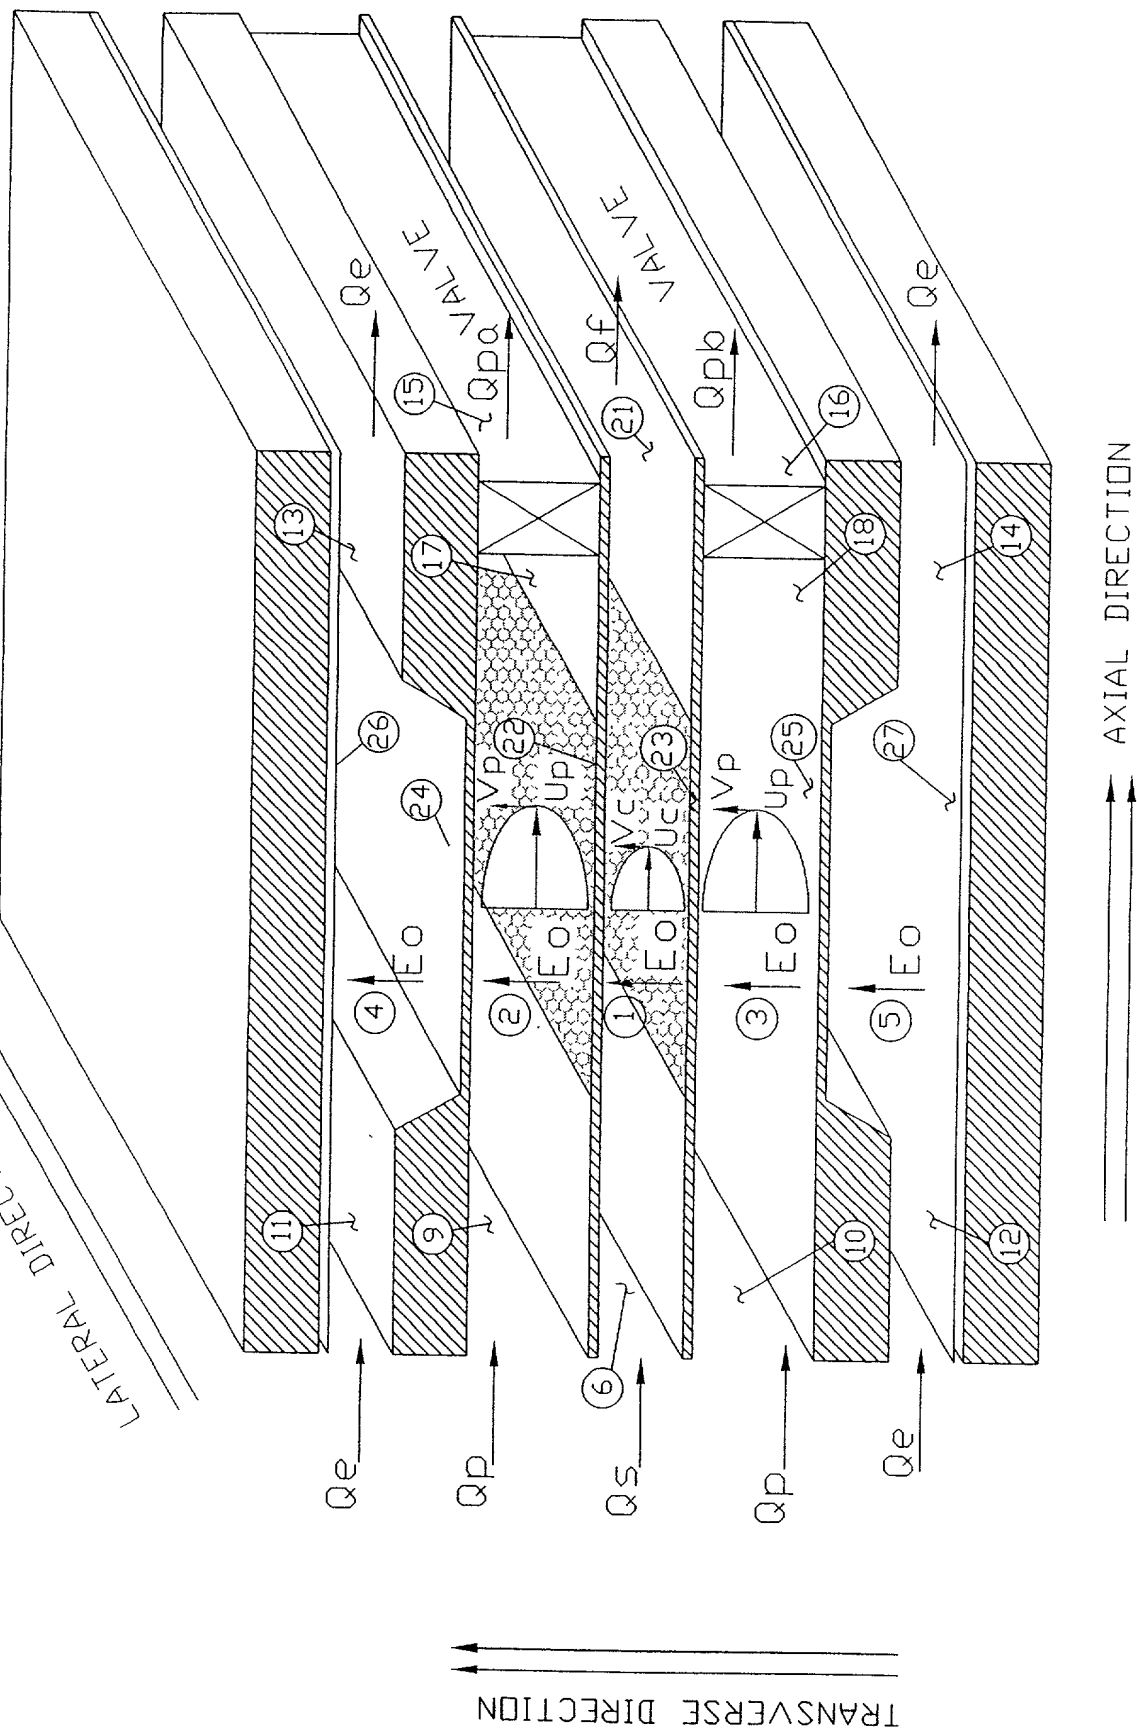 LATERAL
11
13
26
Qe
4
Eo
24
Qe
15
VALVE
9
17
Qp
2
Eo
Vp
Up
22
Qpa
6
Qs
1
Eo
Vc
Uc
23
21
Qf
VALVE
Qp
3
Eo
Vp
Up
25
Qpb
16
10
18
Qe
5
Eo
27
Qe
12
14
TRANSVERSE DIRECTION
AXIAL DIRECTION